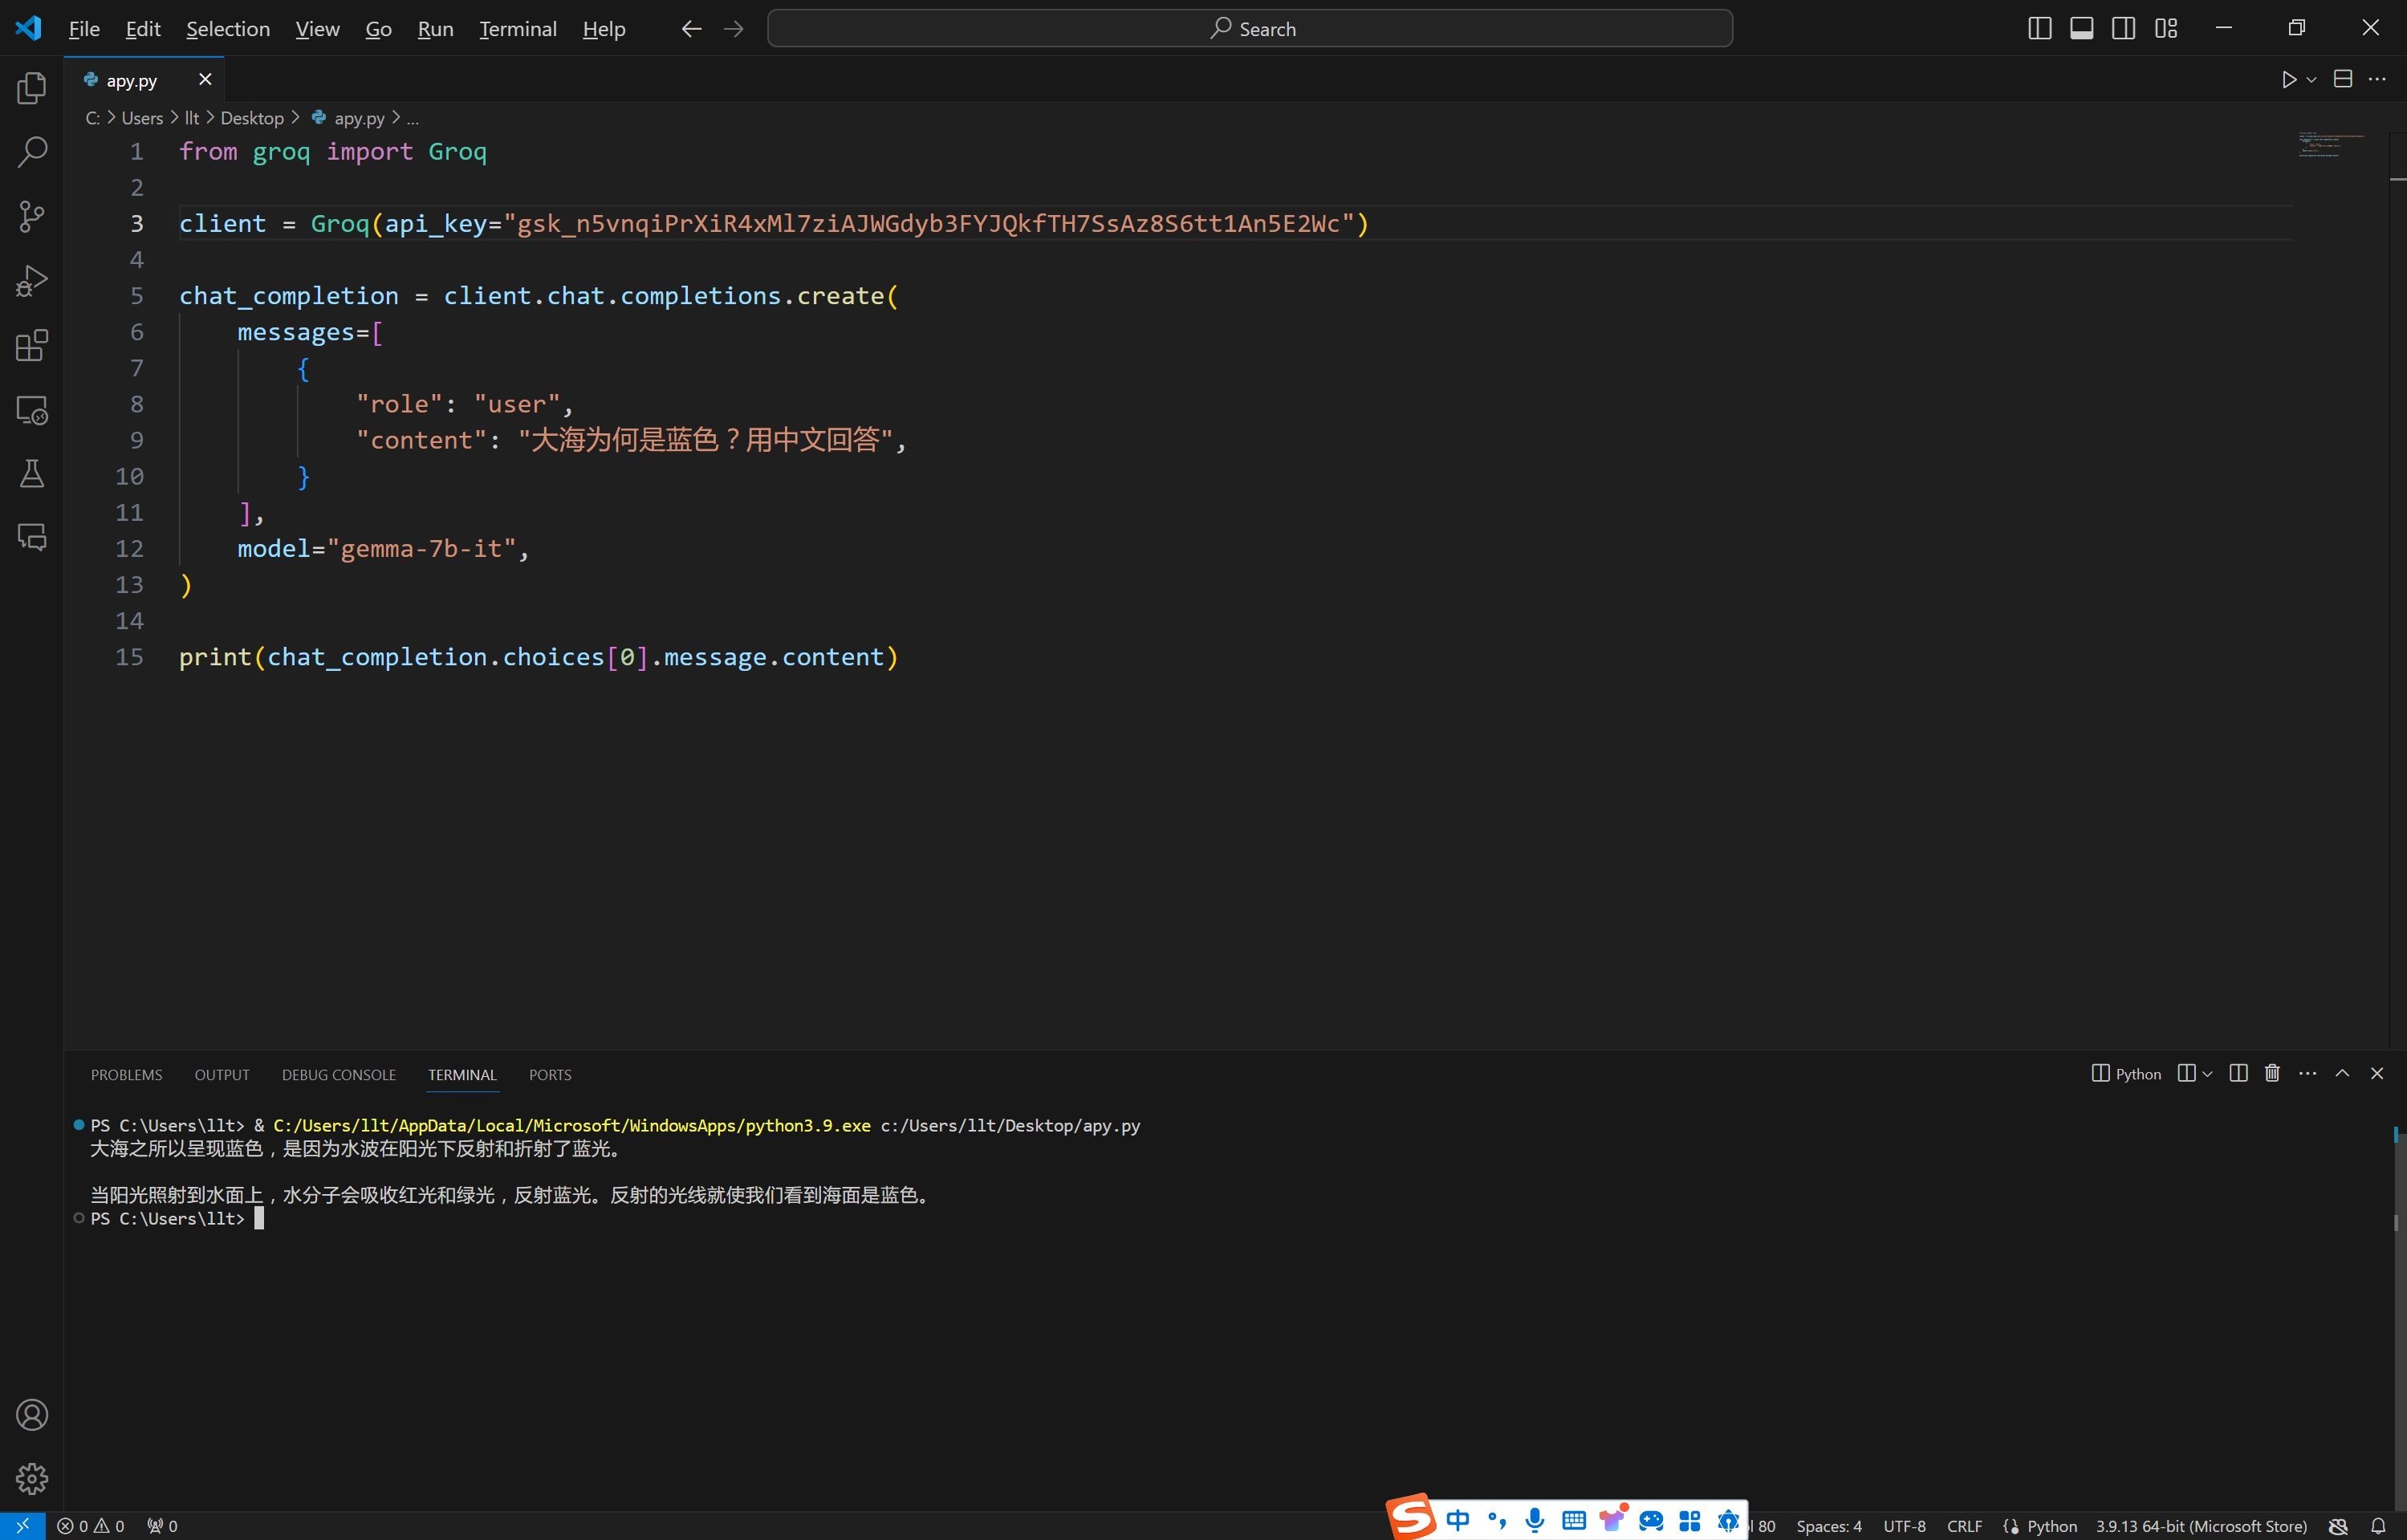 File Edit Selection View Go Run Terminal Help
Search
apy.py
C: > Users > llt > Desktop > apy.py > ...
1 from groq import Groq
2
3 client = Groq(api_key="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")
4
5 chat_completion = client.chat.completions.create(
6 messages=[
7 {
8 "role": "user",
9 "content": "大海为何是蓝色？用中文回答",
10 }
11 ],
12 model="gemma-7b-it",
13 )
14
15 print(chat_completion.choices[0].message.content)
PROBLEMS OUTPUT DEBUG CONSOLE TERMINAL PORTS
Python
PS C:\Users\llt> & C:/Users/llt/AppData/Local/Microsoft/WindowsApps/python3.9.exe c:/Users/llt/Desktop/apy.py
大海之所以呈现蓝色，是因为水波在阳光下反射和折射了蓝光。
当阳光照射到水面上，水分子会吸收红光和绿光，反射蓝光。反射的光线就使我们看到海面是蓝色。
PS C:\Users\llt>
0 0 0
中
80 Spaces: 4 UTF-8 CRLF {} Python 3.9.13 64-bit (Microsoft Store)